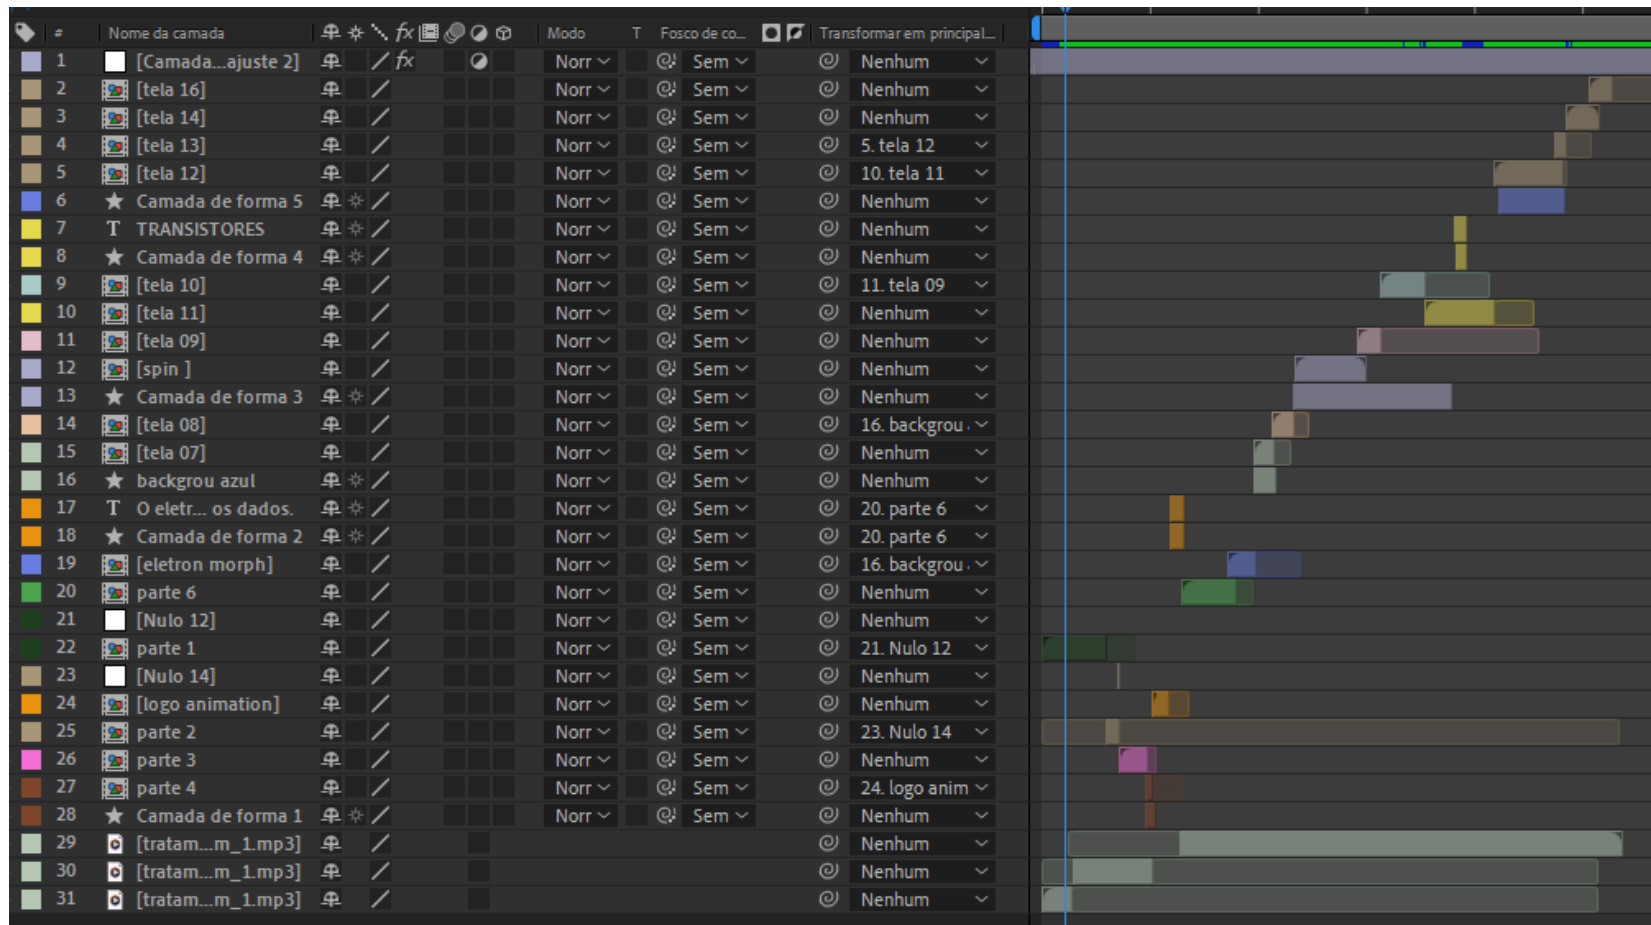 # Nome da camada fx Modo T Fosco de co... Transformar em principal...
1 [Camada...ajuste 2] fx Norr Sem Nenhum
2 [tela 16] Norr Sem Nenhum
3 [tela 14] Norr Sem Nenhum
4 [tela 13] Norr Sem 5. tela 12
5 [tela 12] Norr Sem 10. tela 11
6 Camada de forma 5 Norr Sem Nenhum
7 T TRANSISTORES Norr Sem Nenhum
8 Camada de forma 4 Norr Sem Nenhum
9 [tela 10] Norr Sem 11. tela 09
10 [tela 11] Norr Sem Nenhum
11 [tela 09] Norr Sem Nenhum
12 [spin ] Norr Sem Nenhum
13 Camada de forma 3 Norr Sem Nenhum
14 [tela 08] Norr Sem 16. backgrou
15 [tela 07] Norr Sem Nenhum
16 backgrou azul Norr Sem Nenhum
17 T O eletr... os dados. Norr Sem 20. parte 6
18 Camada de forma 2 Norr Sem 20. parte 6
19 [eletron morph] Norr Sem 16. backgrou
20 parte 6 Norr Sem Nenhum
21 [Nulo 12] Norr Sem Nenhum
22 parte 1 Norr Sem 21. Nulo 12
23 [Nulo 14] Norr Sem Nenhum
24 [logo animation] Norr Sem Nenhum
25 parte 2 Norr Sem 23. Nulo 14
26 parte 3 Norr Sem Nenhum
27 parte 4 Norr Sem 24. logo anim
28 Camada de forma 1 Norr Sem Nenhum
29 [tratam...m_1.mp3] Nenhum
30 [tratam...m_1.mp3] Nenhum
31 [tratam...m_1.mp3] Nenhum